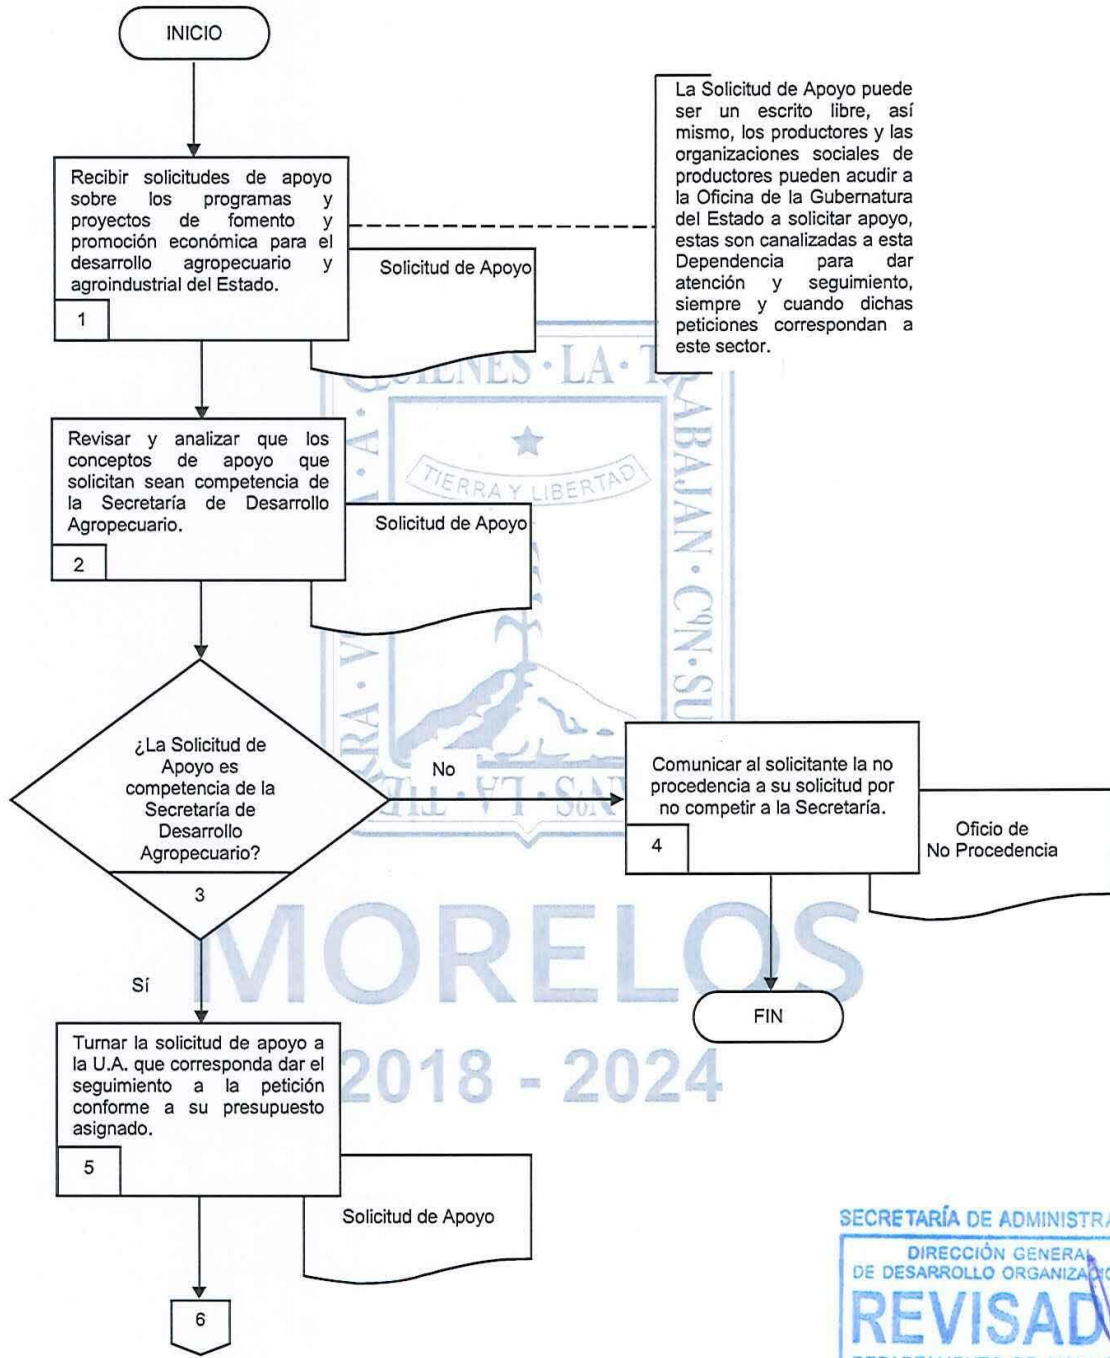 INICIO
Recibir solicitudes de apoyo
sobre los programas y
proyectos de fomento y
promoción económica para el
desarrollo agropecuario y
agroindustrial del Estado.
1
Solicitud de Apoyo
La Solicitud de Apoyo puede
ser un escrito libre, así
mismo, los productores y las
organizaciones sociales de
productores pueden acudir a
la Oficina de la Gubernatura
del Estado a solicitar apoyo,
estas son canalizadas a esta
Dependencia para dar
atención y seguimiento,
siempre y cuando dichas
peticiones correspondan a
este sector.
Revisar y analizar que los
conceptos de apoyo que
solicitan sean competencia de
la Secretaría de Desarrollo
Agropecuario.
2
Solicitud de Apoyo
TIERRA Y LIBERTAD
¿La Solicitud de
Apoyo es
competencia de la
Secretaría de
Desarrollo
Agropecuario?
3
No
Comunicar al solicitante la no
procedencia a su solicitud por
no competir a la Secretaría.
4
Oficio de
No Procedencia
FIN
MORELOS
2018 - 2024
Sí
Turnar la solicitud de apoyo a
la U.A. que corresponda dar el
seguimiento a la petición
conforme a su presupuesto
asignado.
5
Solicitud de Apoyo
6
SECRETARÍA DE ADMINISTRA
DIRECCIÓN GENERAL
DE DESARROLLO ORGANIZACIO
REVISAD